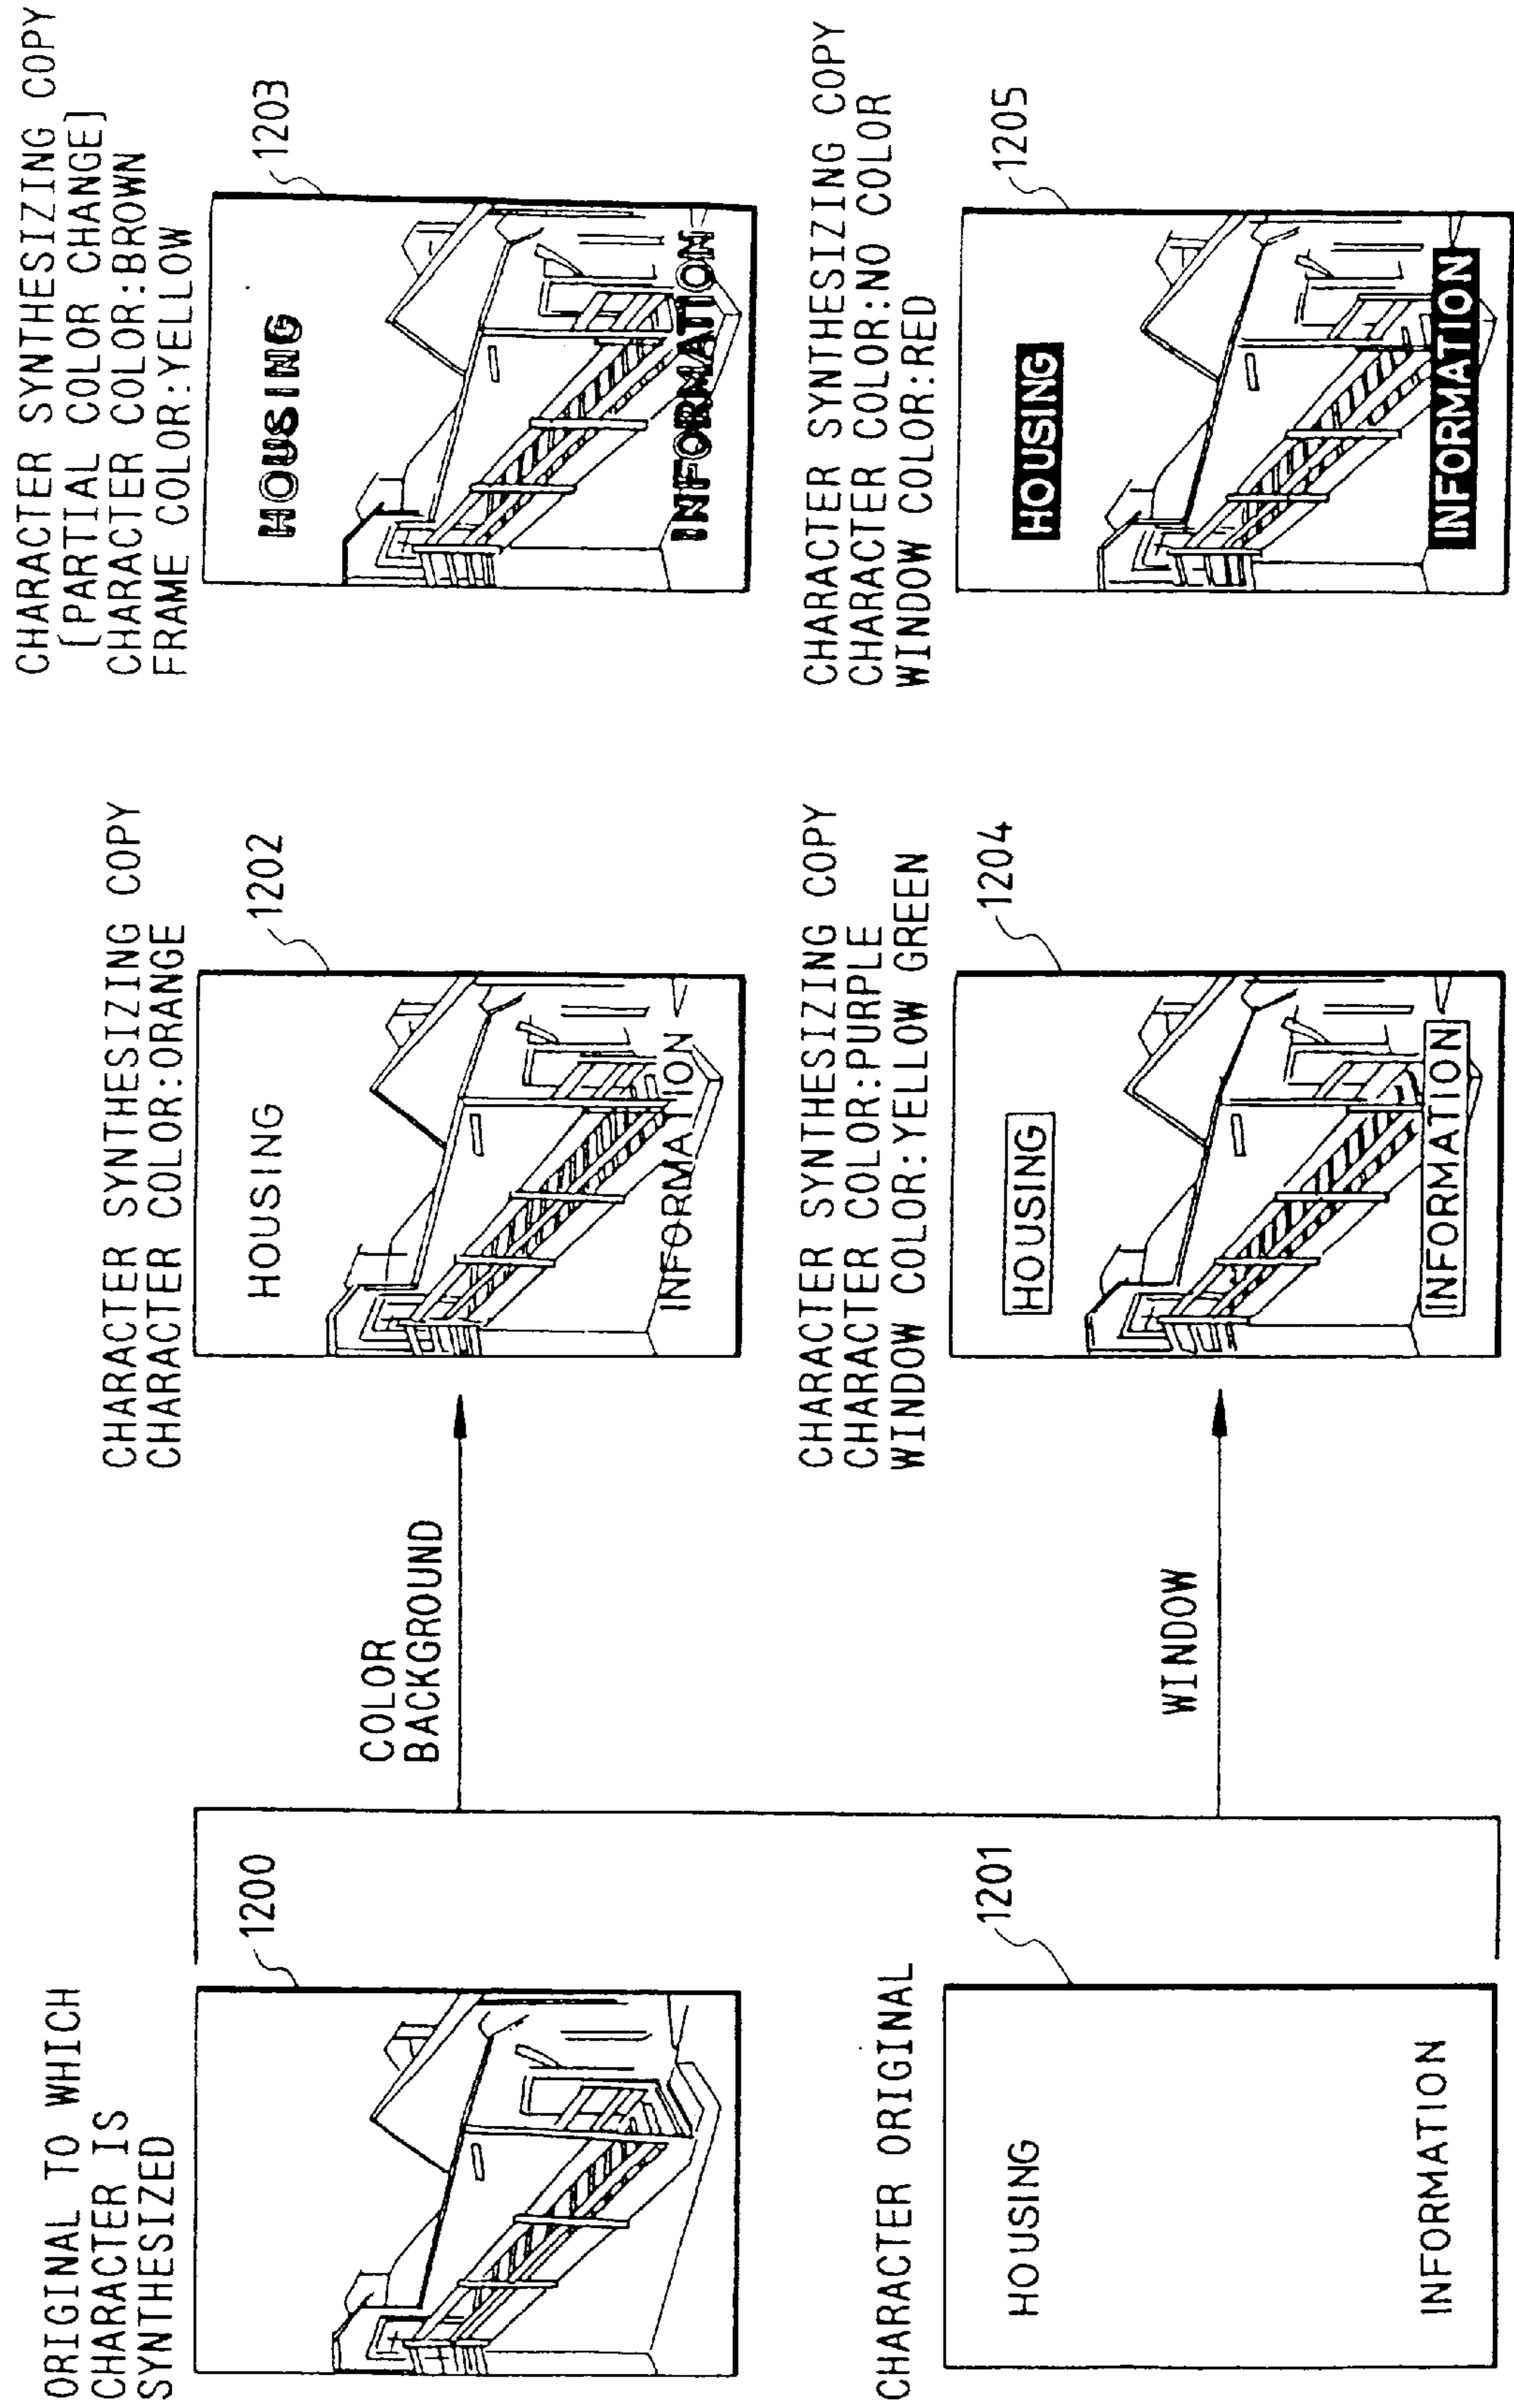 ORIGINAL TO WHICH
CHARACTER IS
SYNTHESIZED
1200
COLOR
BACKGROUND
CHARACTER SYNTHESIZING COPY
CHARACTER COLOR:ORANGE
1202
HOUSING
INFORMATION
CHARACTER SYNTHESIZING COPY
[PARTIAL COLOR CHANGE]
CHARACTER COLOR:BROWN
FRAME COLOR:YELLOW
1203
HOUSING
INFORMATION
CHARACTER ORIGINAL
1201
HOUSING
INFORMATION
WINDOW
CHARACTER SYNTHESIZING COPY
CHARACTER COLOR:PURPLE
WINDOW COLOR:YELLOW GREEN
1204
HOUSING
INFORMATION
CHARACTER SYNTHESIZING COPY
CHARACTER COLOR:NO COLOR
WINDOW COLOR:RED
1205
HOUSING
INFORMATION